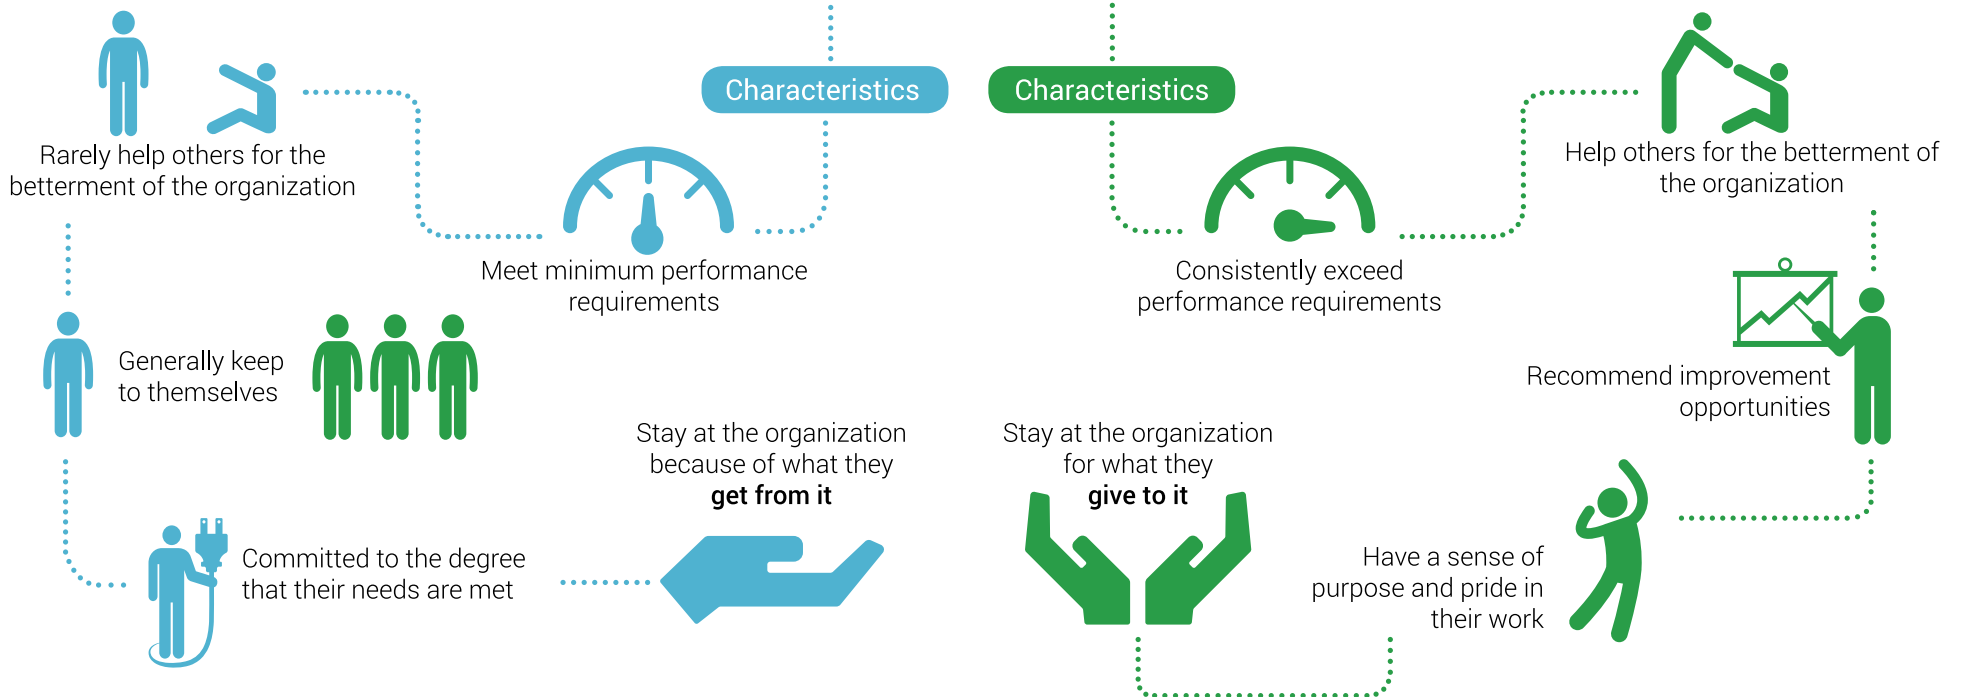 Characteristics
Meet minimum performance
requirements
Rarely help others for the
betterment of the organization
Generally keep
to themselves
Committed to the degree
that their needs are met
Stay at the organization
because of what they
get from it
Characteristics
Consistently exceed
performance requirements
Help others for the betterment of
the organization
Recommend improvement
opportunities
Have a sense of
purpose and pride in
their work
Stay at the organization
for what they
give to it